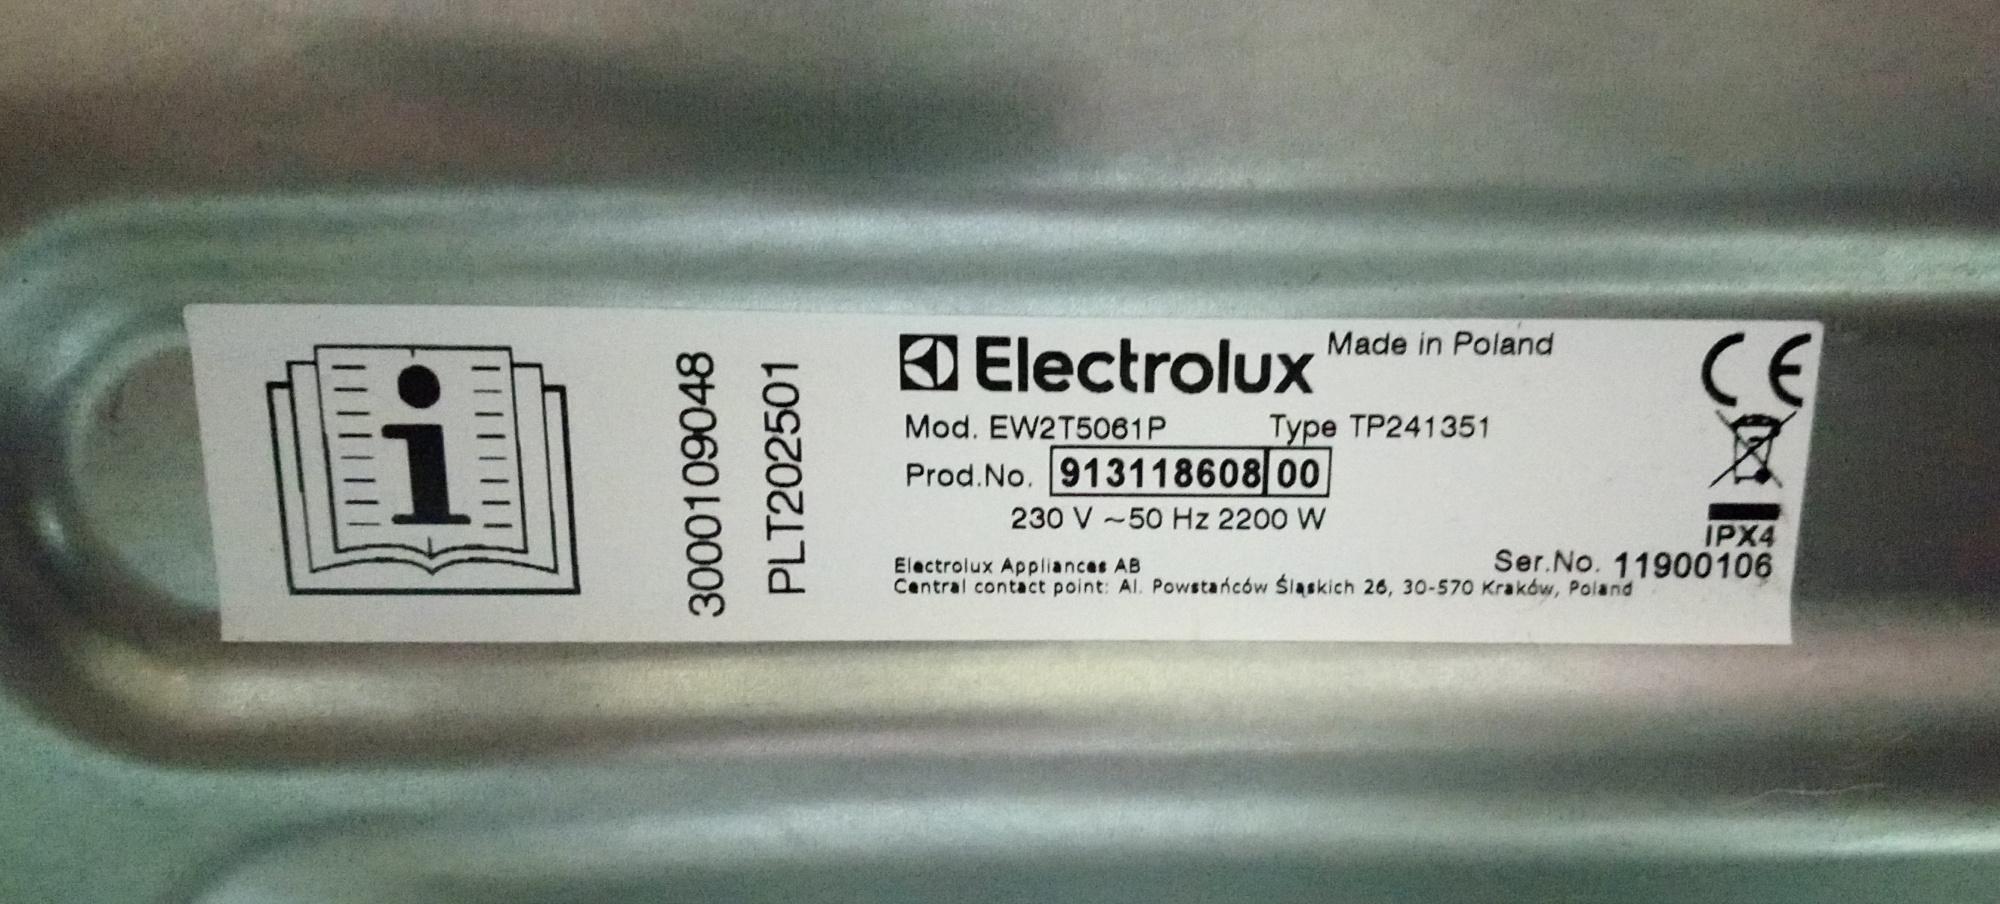 3000109048
PLT202501
Electrolux Made in Poland
Mod. EW2T5061P Type TP241351
Prod.No. 913118608 00
230 V ~50 Hz 2200 W
CE
IPX4
Ser.No. 11900106
Electrolux Appliances AB
Central contact point: Al. Powstańców Śląskich 26, 30-570 Kraków, Poland